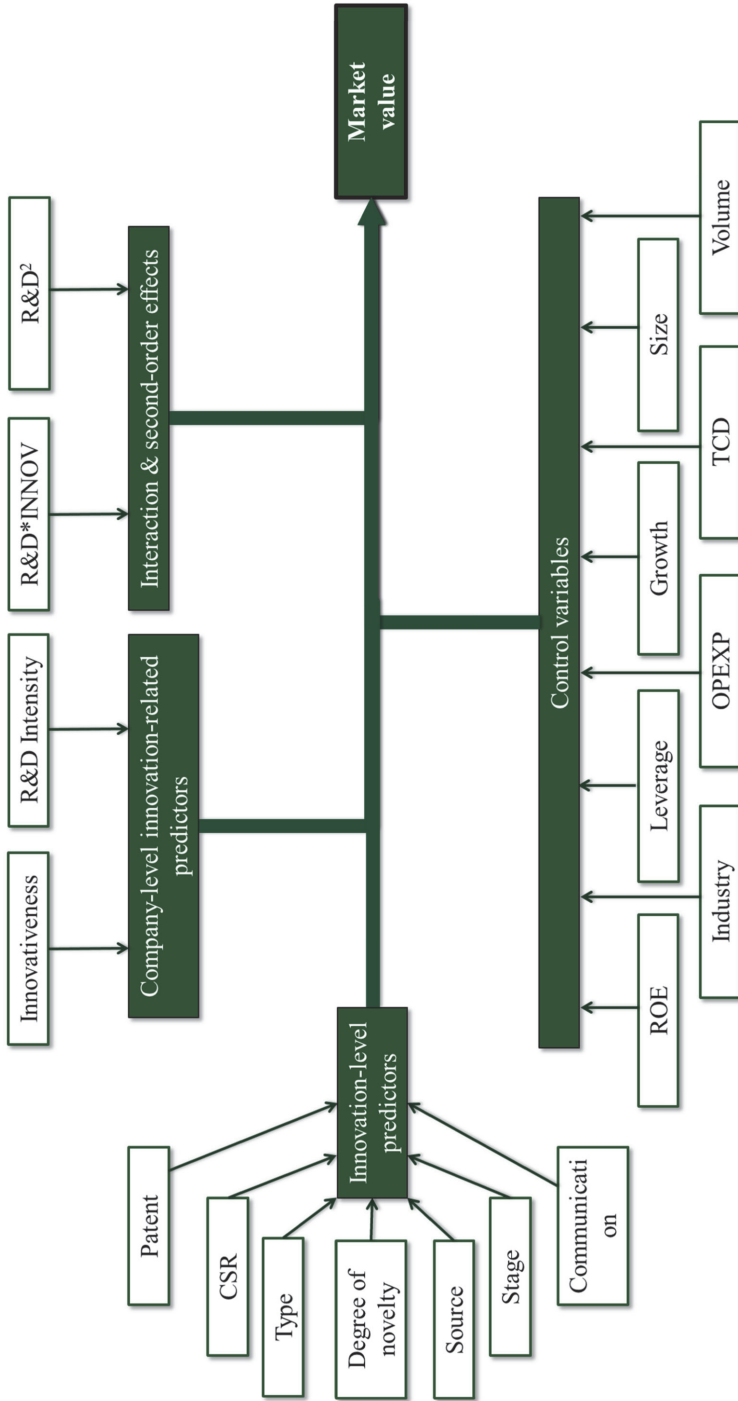 Innovativeness
R&D Intensity
R&D*INNOV
R&D²
Company-level innovation-related
predictors
Interaction & second-order effects
Patent
CSR
Type
Degree of
novelty
Source
Stage
Communicati
on
Innovation-level
predictors
Market
value
Control variables
ROE
Industry
Leverage
OPEXP
Growth
TCD
Size
Volume